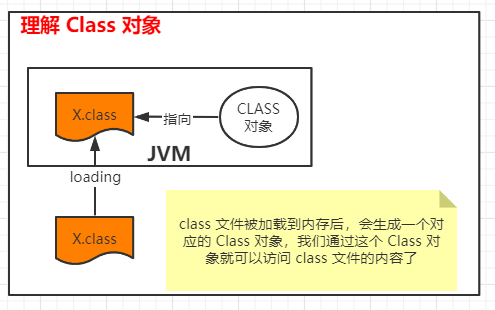 理解 Class 对象
X.class
指向
CLASS
对象
JVM
loading
X.class
class 文件被加载到内存后，会生成一个对
应的 Class 对象，我们通过这个 Class 对
象就可以访问 class 文件的内容了